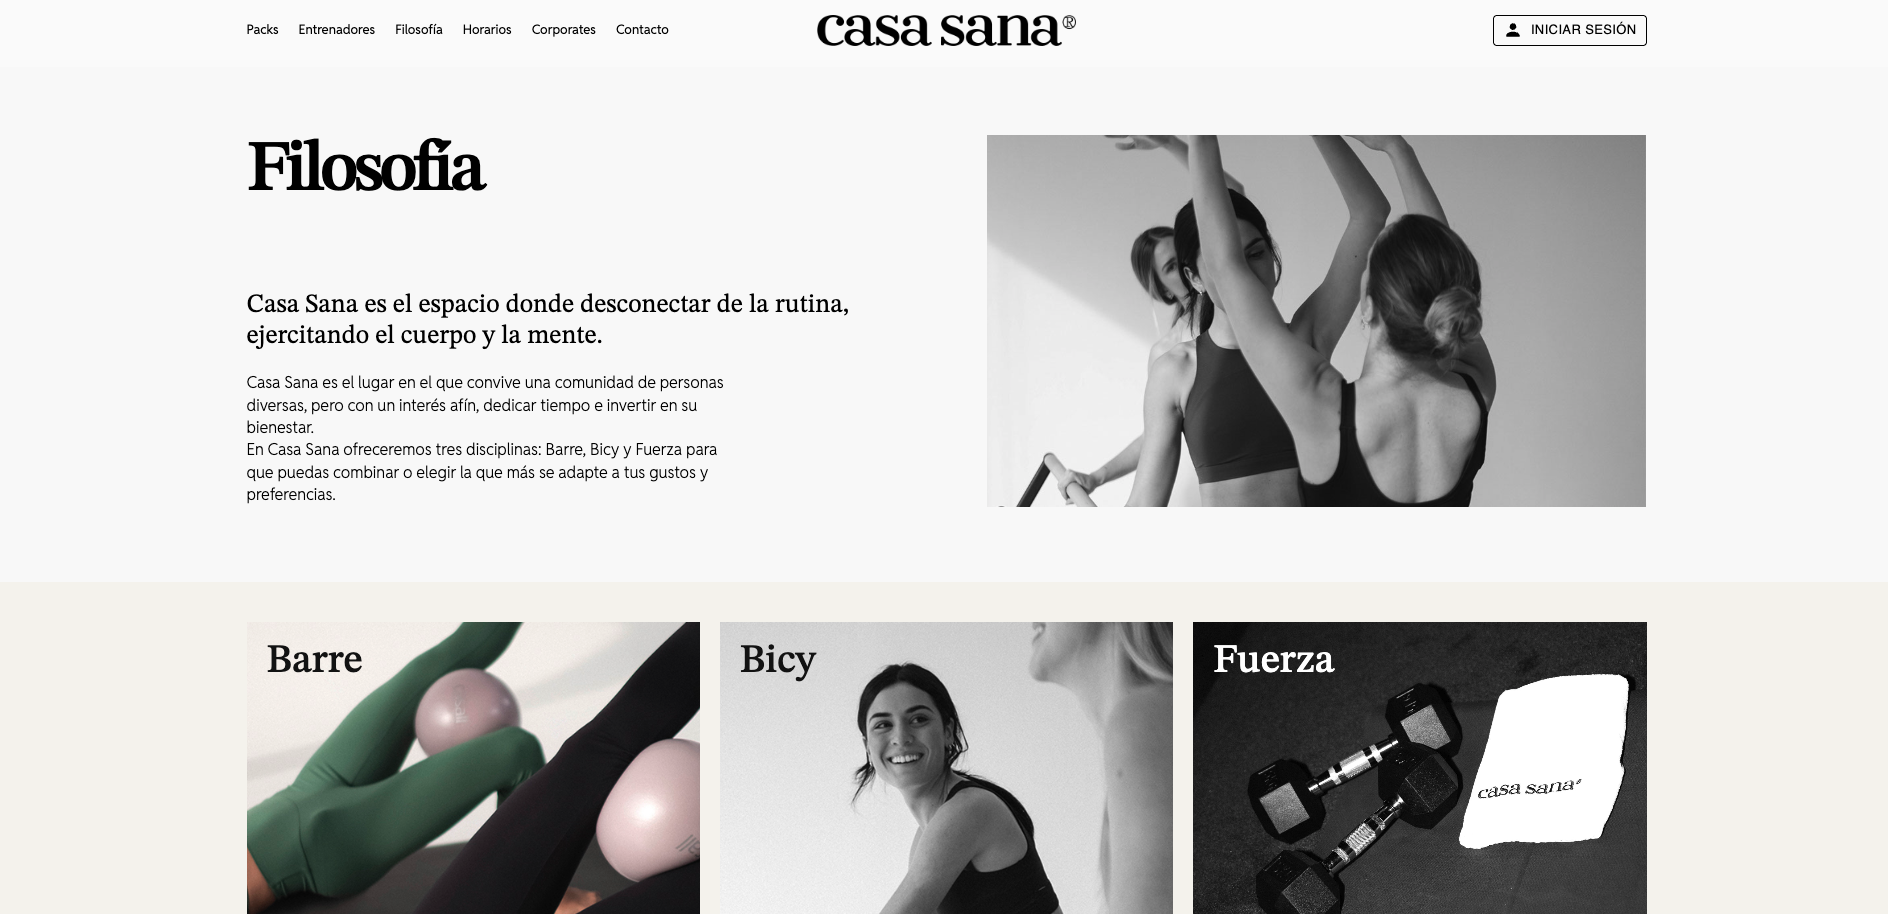 Packs Entrenadores Filosofía Horarios Corporates Contacto
casa sana®
INICIAR SESIÓN
Filosofía
Casa Sana es el espacio donde desconectar de la rutina,
ejercitando el cuerpo y la mente.
Casa Sana es el lugar en el que convive una comunidad de personas
diversas, pero con un interés afín, dedicar tiempo e invertir en su
bienestar.
En Casa Sana ofreceremos tres disciplinas: Barre, Bicy y Fuerza para
que puedas combinar o elegir la que más se adapte a tus gustos y
preferencias.
Barre
Bicy
Fuerza
casa sana®